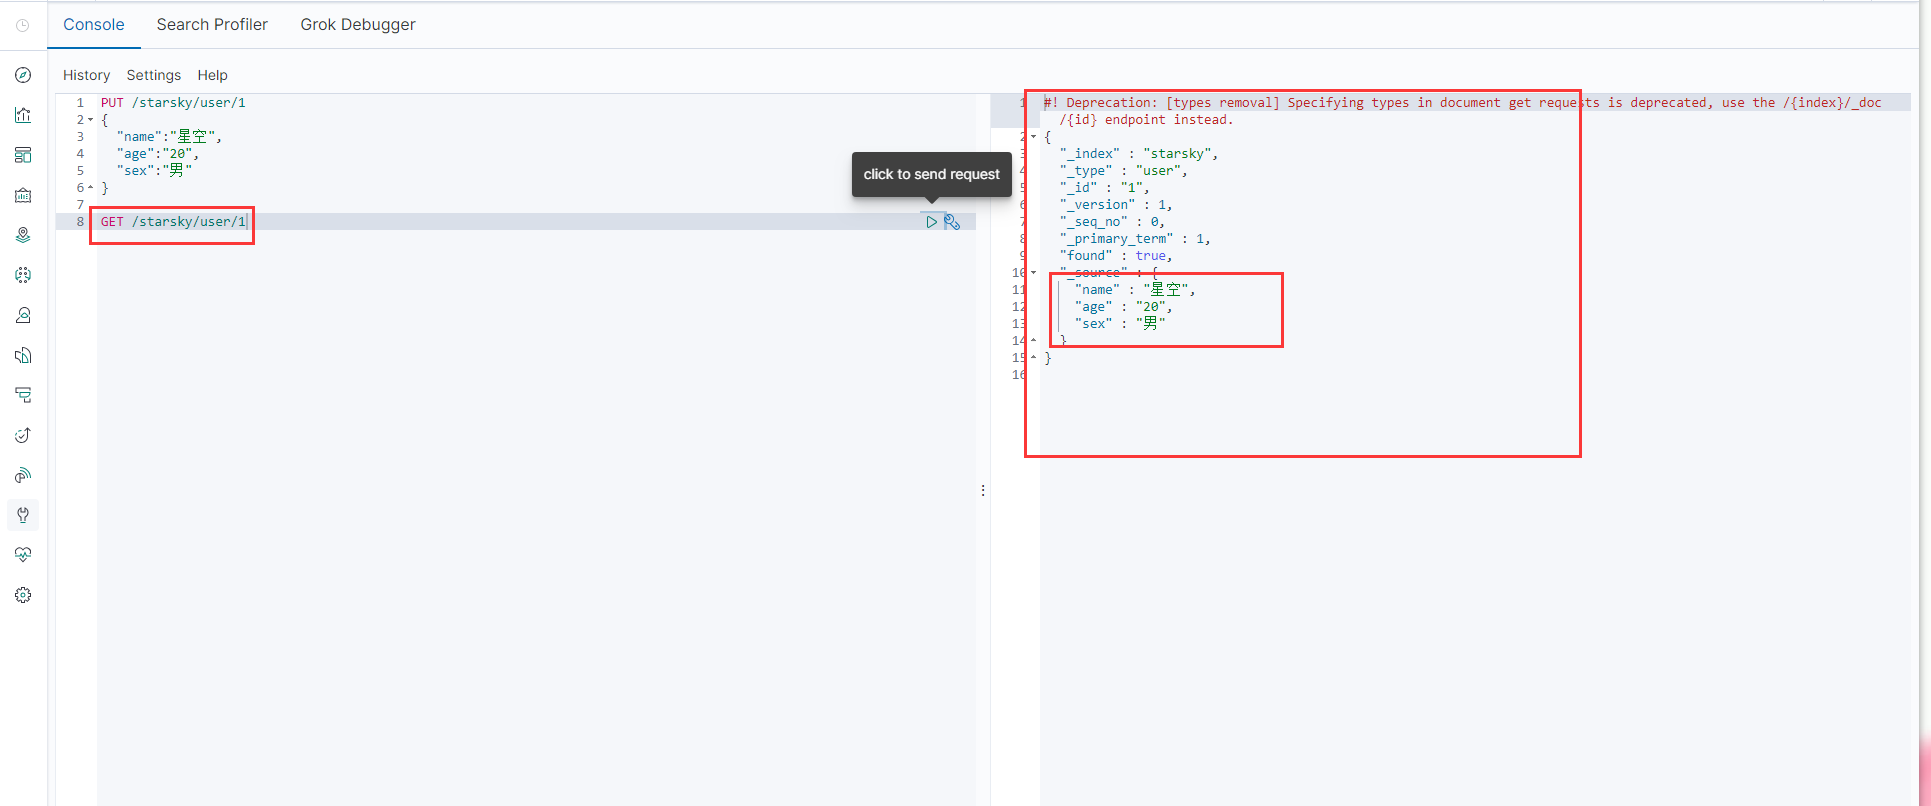 Console Search Profiler Grok Debugger
History Settings Help
1 PUT /starsky/user/1
2 {
3 "name":"星空",
4 "age":"20",
5 "sex":"男"
6 }
7
8 GET /starsky/user/1
click to send request
1 #! Deprecation: [types removal] Specifying types in document get requests is deprecated, use the /{index}/_doc
/{id} endpoint instead.
2 {
3 "_index" : "starsky",
4 "_type" : "user",
5 "_id" : "1",
6 "_version" : 1,
7 "_seq_no" : 0,
8 "_primary_term" : 1,
9 "found" : true,
10 "_source" : {
11 "name" : "星空",
12 "age" : "20",
13 "sex" : "男"
14 }
15 }
16